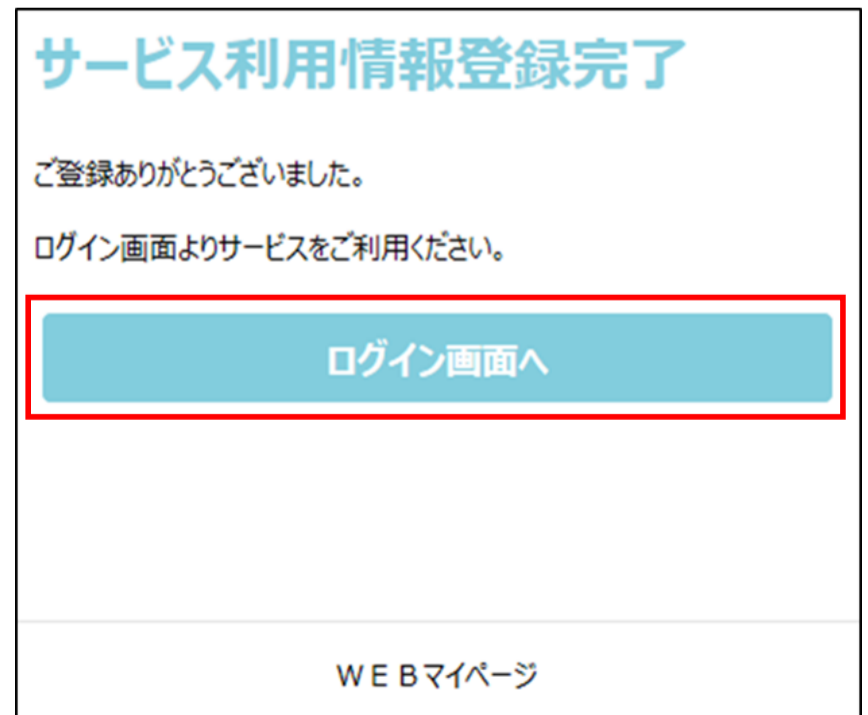 サービス利用情報登録完了
ご登録ありがとうございました。
ログイン画面よりサービスをご利用ください。
ログイン画面へ
ＷＥＢマイページ